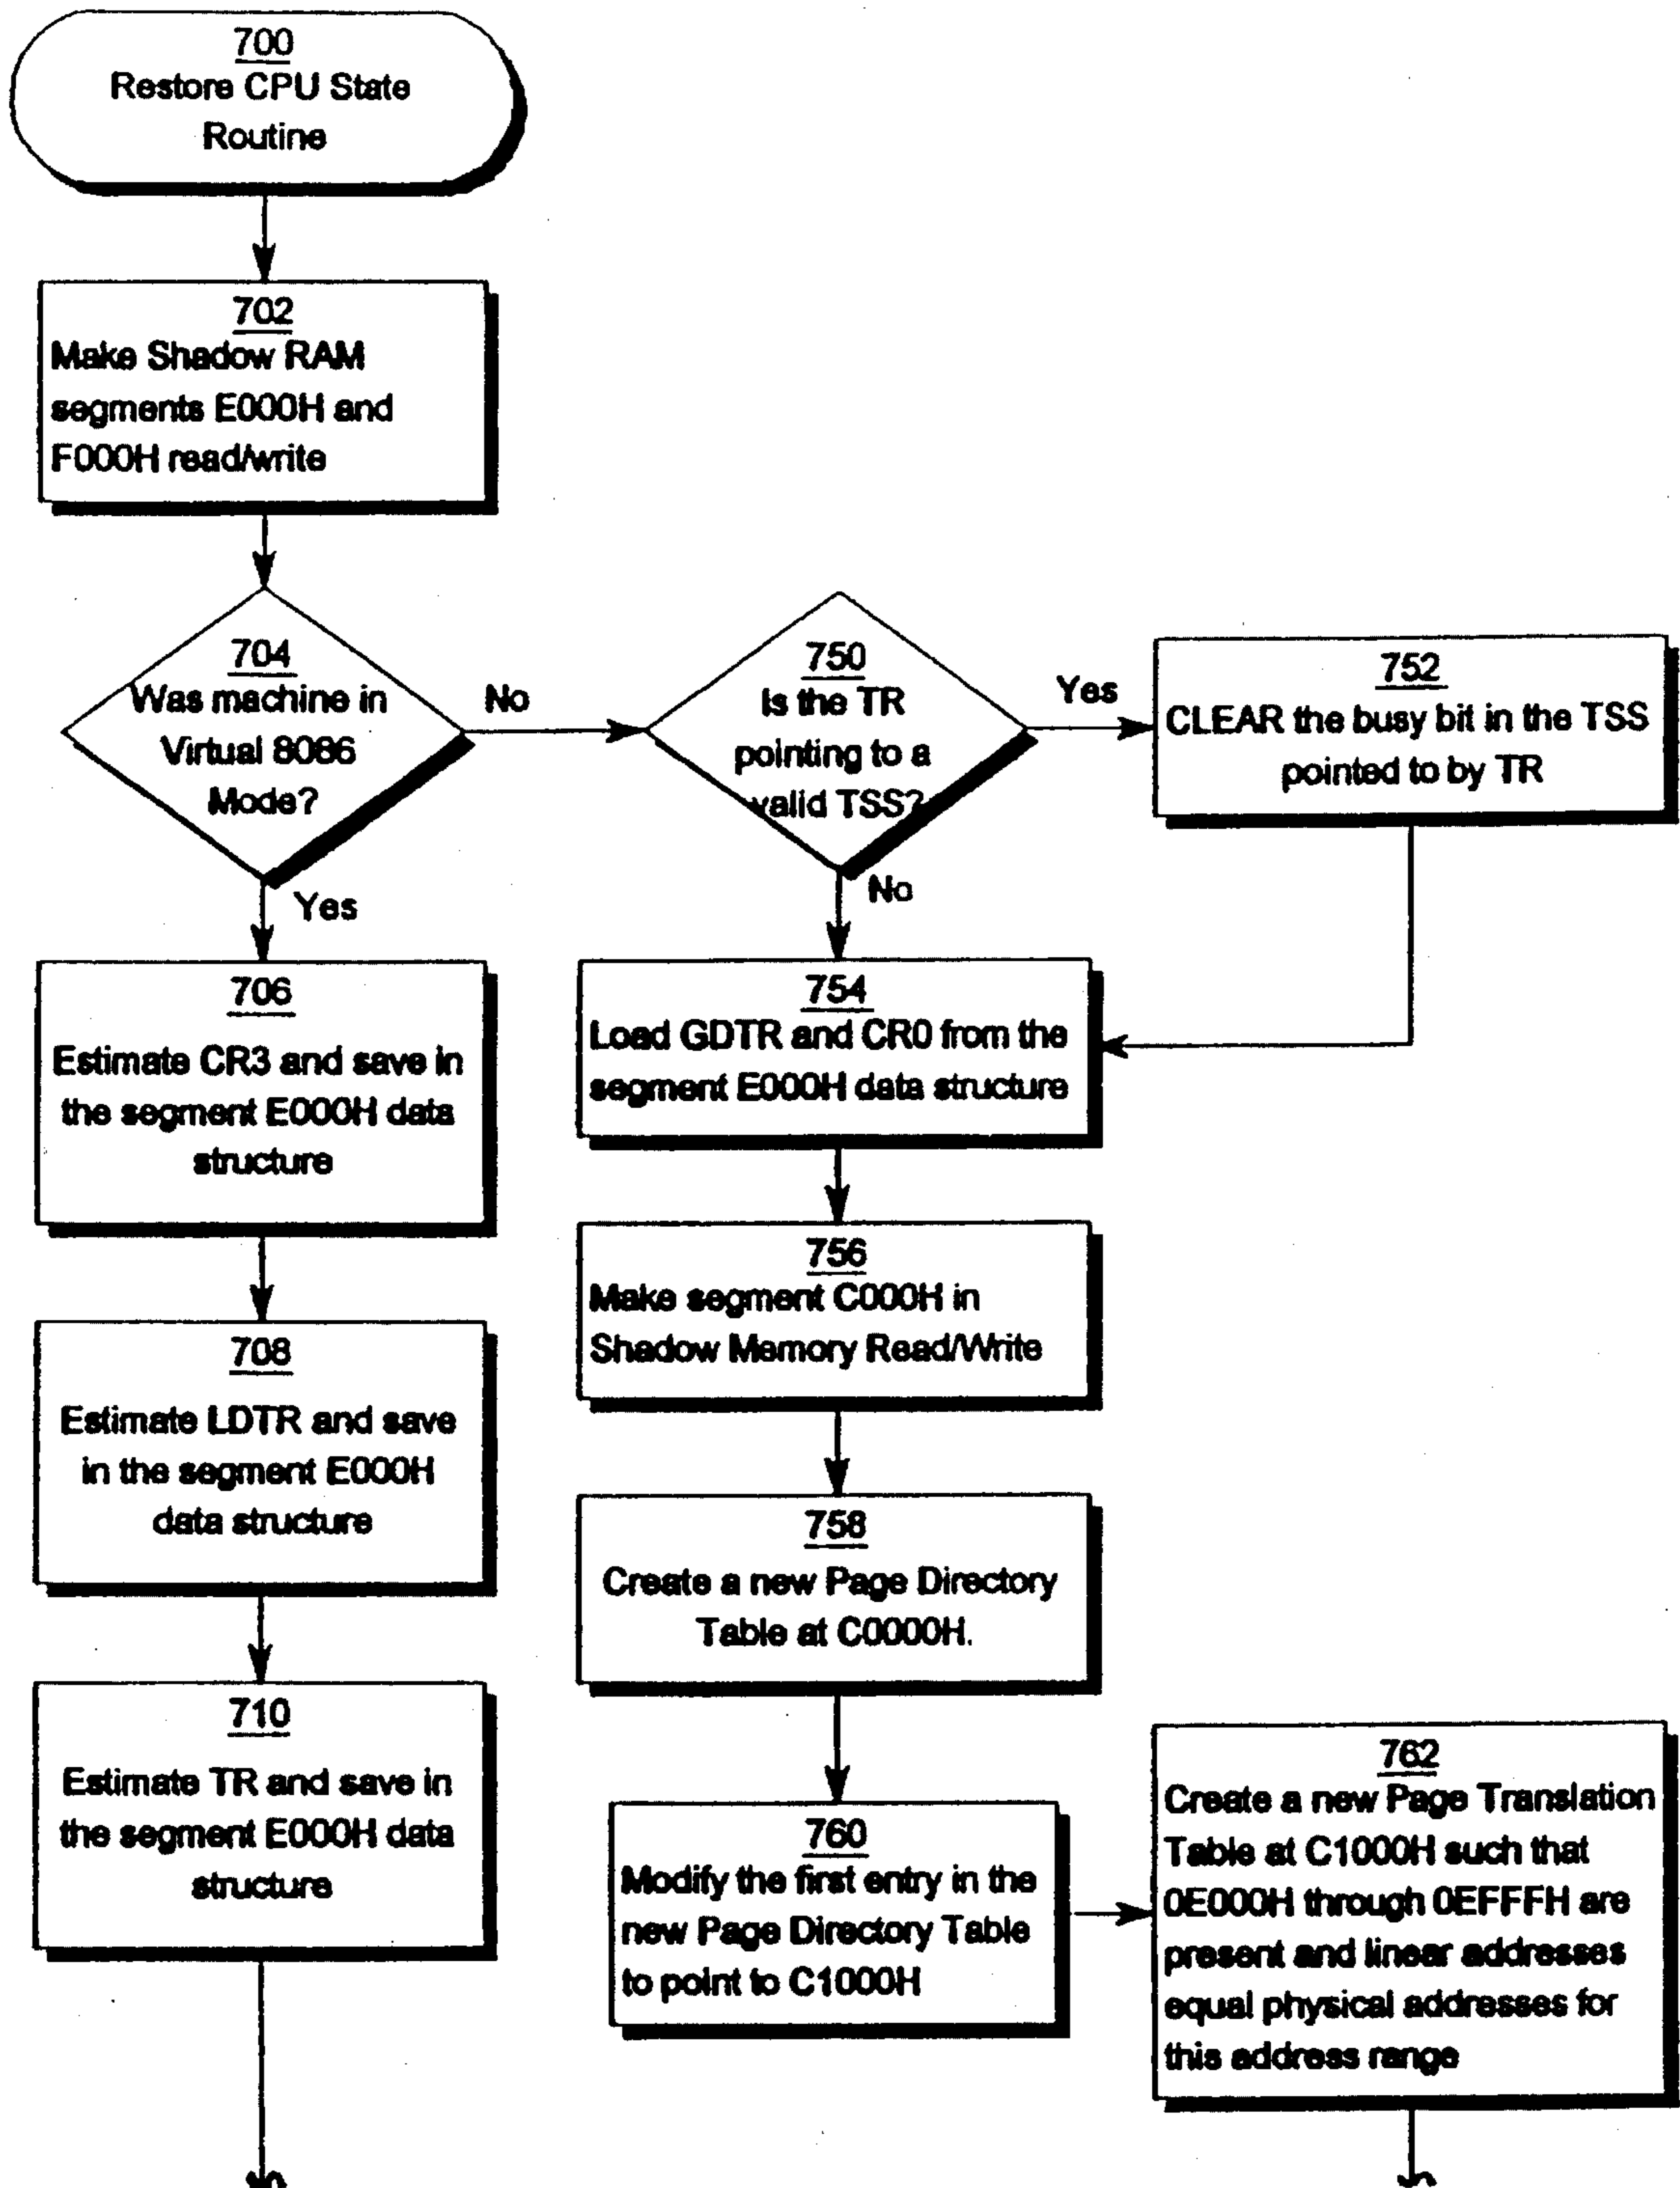 700
Restore CPU State
Routine
702
Make Shadow RAM
segments E000H and
F000H read/write
704
Was machine in
Virtual 8086
Mode?
No
Yes
750
Is the TR
pointing to a
valid TSS?
Yes
No
752
CLEAR the busy bit in the TSS
pointed to by TR
706
Estimate CR3 and save in
the segment E000H data
structure
754
Load GDTR and CR0 from the
segment E000H data structure
756
Make segment C000H in
Shadow Memory Read/Write
708
Estimate LDTR and save
in the segment E000H
data structure
758
Create a new Page Directory
Table at C0000H.
710
Estimate TR and save in
the segment E000H data
structure
760
Modify the first entry in the
new Page Directory Table
to point to C1000H
762
Create a new Page Translation
Table at C1000H such that
0E000H through 0EFFFH are
present and linear addresses
equal physical addresses for
this address range